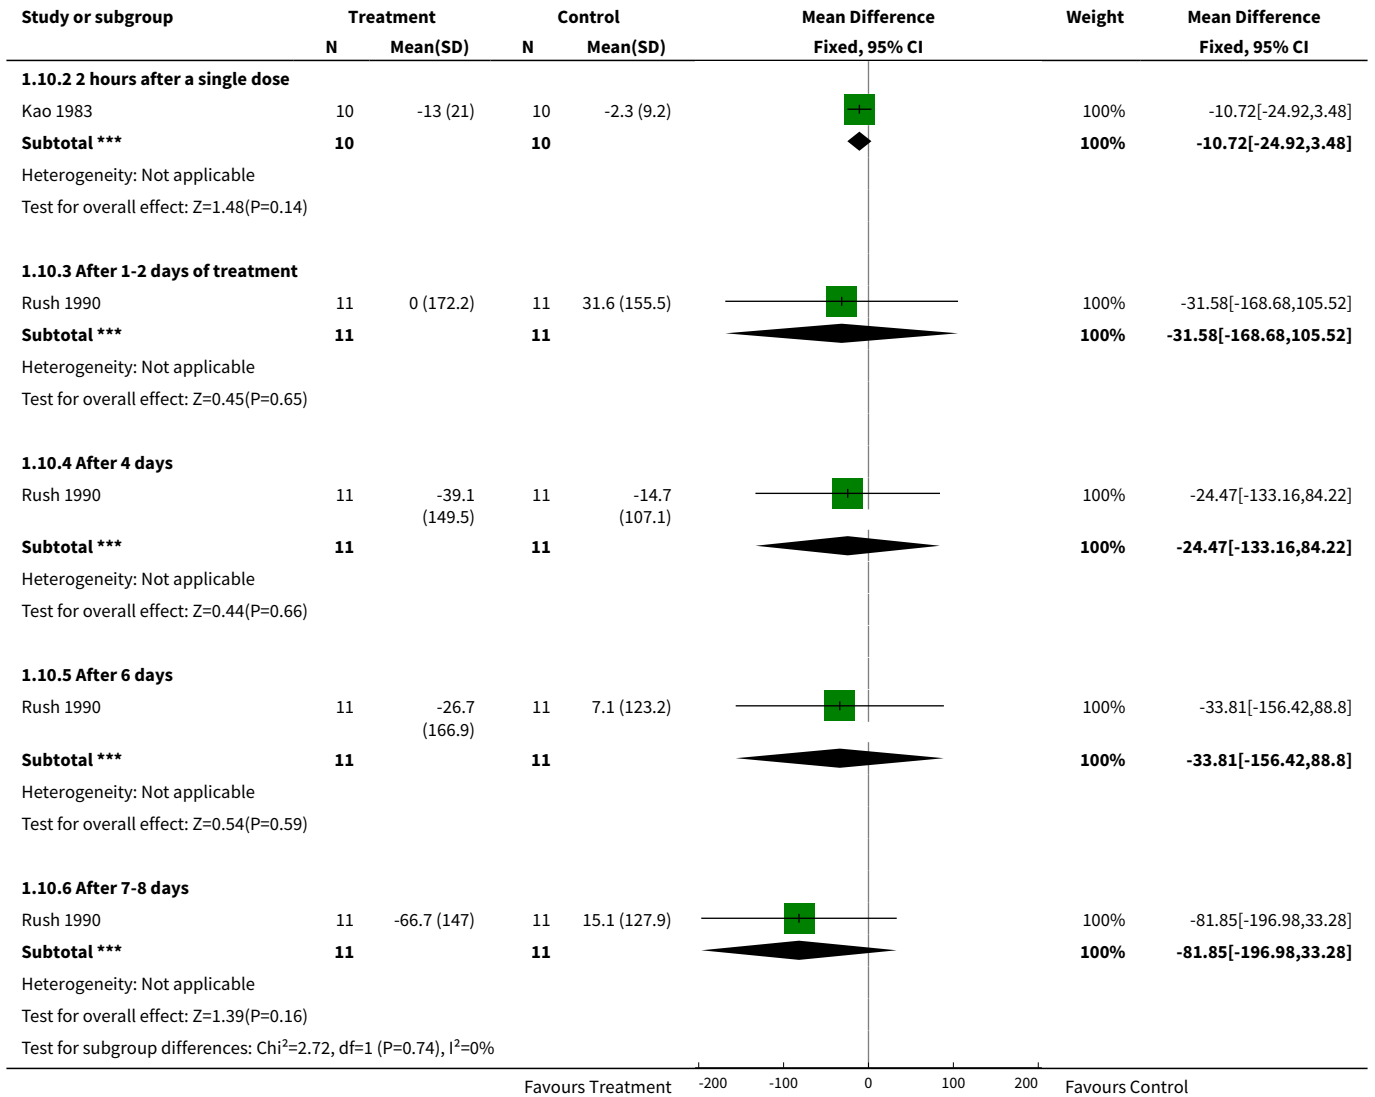 Study or subgroup Treatment Control Mean Difference Weight Mean Difference
N Mean(SD) N Mean(SD) Fixed, 95% CI Fixed, 95% CI
1.10.2 2 hours after a single dose
Kao 1983 10 -13 (21) 10 -2.3 (9.2) 100% -10.72[-24.92,3.48]
Subtotal *** 10 10 100% -10.72[-24.92,3.48]
Heterogeneity: Not applicable
Test for overall effect: Z=1.48(P=0.14)
1.10.3 After 1-2 days of treatment
Rush 1990 11 0 (172.2) 11 31.6 (155.5) 100% -31.58[-168.68,105.52]
Subtotal *** 11 11 100% -31.58[-168.68,105.52]
Heterogeneity: Not applicable
Test for overall effect: Z=0.45(P=0.65)
1.10.4 After 4 days
Rush 1990 11 -39.1 11 -14.7 100% -24.47[-133.16,84.22]
(149.5) (107.1)
Subtotal *** 11 11 100% -24.47[-133.16,84.22]
Heterogeneity: Not applicable
Test for overall effect: Z=0.44(P=0.66)
1.10.5 After 6 days
Rush 1990 11 -26.7 11 7.1 (123.2) 100% -33.81[-156.42,88.8]
(166.9)
Subtotal *** 11 11 100% -33.81[-156.42,88.8]
Heterogeneity: Not applicable
Test for overall effect: Z=0.54(P=0.59)
1.10.6 After 7-8 days
Rush 1990 11 -66.7 (147) 11 15.1 (127.9) 100% -81.85[-196.98,33.28]
Subtotal *** 11 11 100% -81.85[-196.98,33.28]
Heterogeneity: Not applicable
Test for overall effect: Z=1.39(P=0.16)
Test for subgroup differences: Chi²=2.72, df=1 (P=0.74), I²=0%
Favours Treatment -200 -100 0 100 200 Favours Control